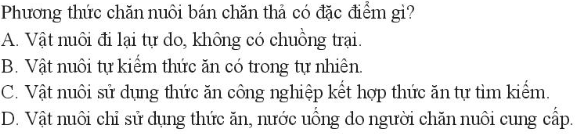 Phương thức chăn nuôi bán chăn thả có đặc điểm gì?
A. Vật nuôi đi lại tự do, không có chuồng trại.
B. Vật nuôi tự kiếm thức ăn có trong tự nhiên.
C. Vật nuôi sử dụng thức ăn công nghiệp kết hợp thức ăn tự tìm kiếm.
D. Vật nuôi chỉ sử dụng thức ăn, nước uống do người chăn nuôi cung cấp.